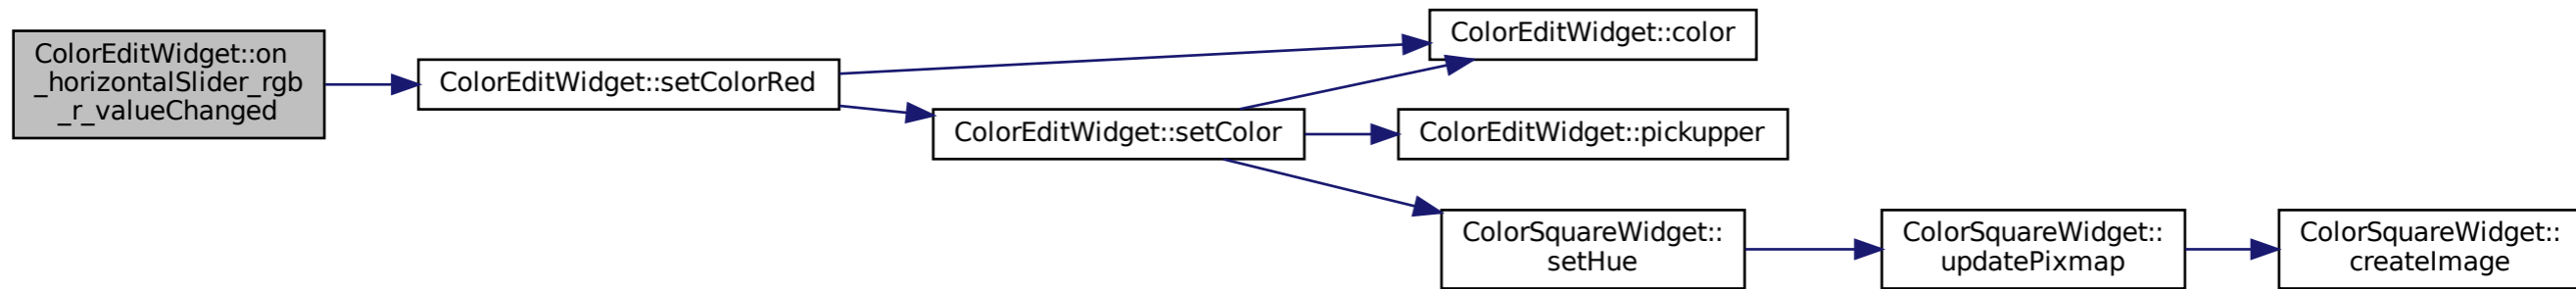 ColorEditWidget::on
_horizontalSlider_rgb
_r_valueChanged
ColorEditWidget::setColorRed
ColorEditWidget::color
ColorEditWidget::setColor
ColorEditWidget::pickupper
ColorSquareWidget::
setHue
ColorSquareWidget::
updatePixmap
ColorSquareWidget::
createImage